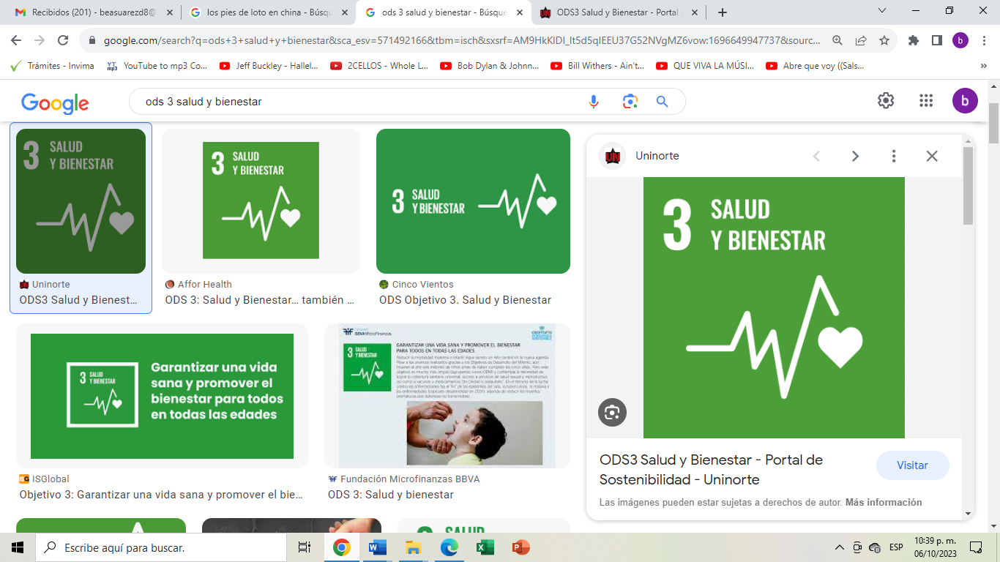 Recibidos (201) - beasuarezd8@
los pies de loto en china - Búsqu
ods 3 salud y bienestar - Búsque
ODS3 Salud y Bienestar - Portal
google.com/search?q=ods+3+salud+y+bienestar&sca_esv=571492166&tbm=isch&sxsrf=AM9HkKlDl_It5d5qIEEU37G52NVgMZ6vow:1696649947737&sourc...
Trámites - Invima
YouTube to mp3 Co...
Jeff Buckley - Hallel...
2CELLOS - Whole L...
Bob Dylan & Johnn...
Bill Withers - Ain't...
QUE VIVA LA MÚSI...
Abre que voy ((Sals...
»
Google
ods 3 salud y bienestar
b
3 SALUD
Y BIENESTAR
Uninorte
ODS3 Salud y Bienest...
3 SALUD
Y BIENESTAR
Affor Health
ODS 3: Salud y Bienestar... también ...
3 SALUD
Y BIENESTAR
Cinco Vientos
ODS Objetivo 3. Salud y Bienestar
3 SALUD
Y BIENESTAR
Garantizar una vida
sana y promover el
bienestar para todos
en todas las edades
ISGlobal
Objetivo 3: Garantizar una vida sana y promover el bie...
BBVA MicroFinanzas
OBJETIVOS
3 SALUD
Y BIENESTAR
GARANTIZAR UNA VIDA SANA Y PROMOVER EL BIENESTAR
PARA TODOS EN TODAS LAS EDADES
Fundación Microfinanzas BBVA
ODS 3: Salud y bienestar
UN
Uninorte
3 SALUD
Y BIENESTAR
ODS3 Salud y Bienestar - Portal de
Sostenibilidad - Uninorte
Visitar
Las imágenes pueden estar sujetas a derechos de autor. Más información
Escribe aquí para buscar.
ESP
10:39 p. m.
06/10/2023